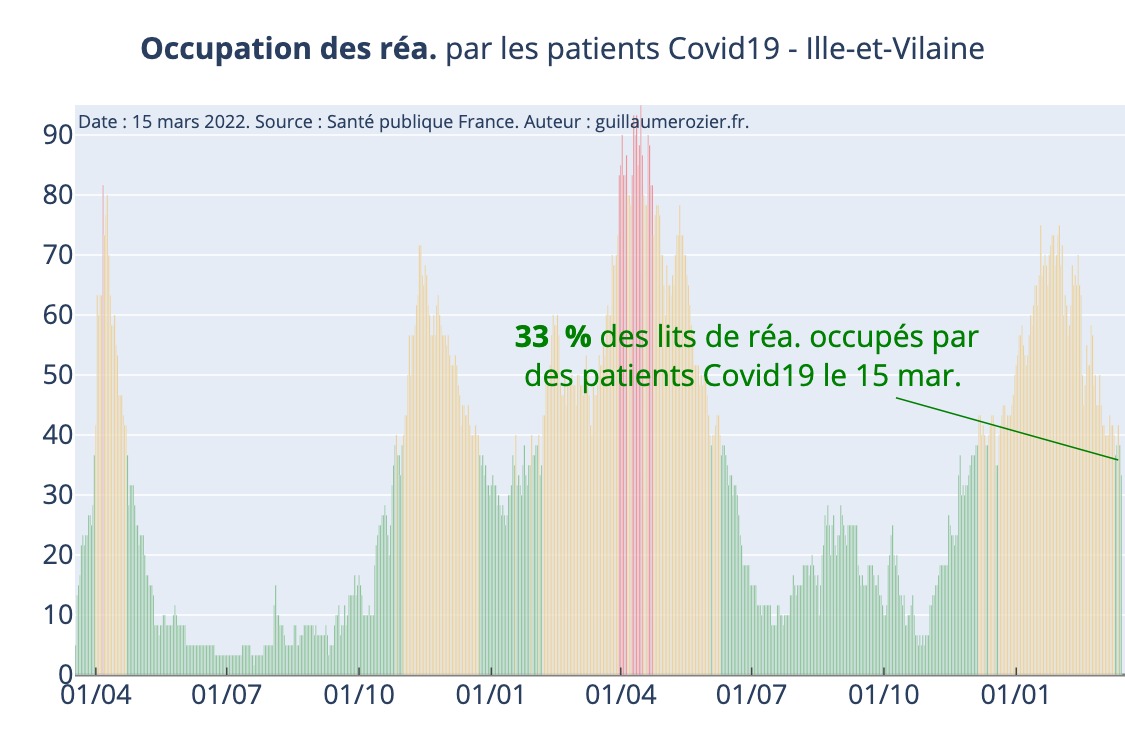 Occupation des réa. par les patients Covid19 - Ille-et-Vilaine
Date : 15 mars 2022. Source : Santé publique France. Auteur : guillaumerozier.fr.
90
80
70
60
50
40
30
20
10
0
33 % des lits de réa. occupés par
des patients Covid19 le 15 mar.
01/04 01/07 01/10 01/01 01/04 01/07 01/10 01/01